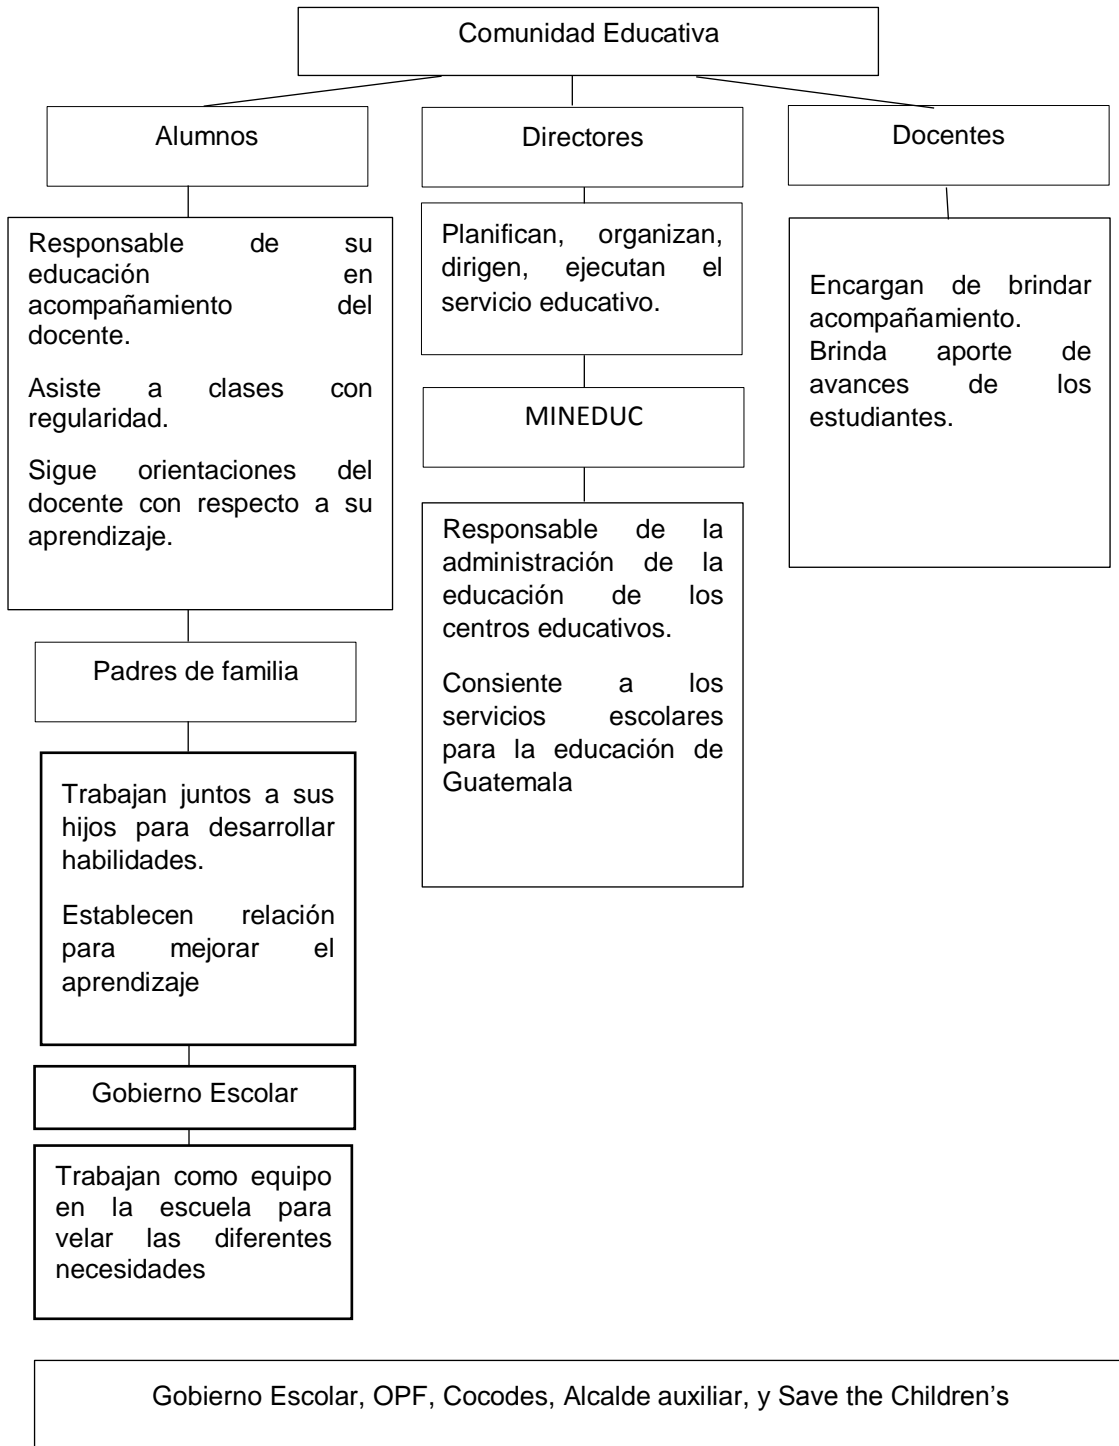 Comunidad Educativa
Alumnos
Responsable de su
educación en
acompañamiento del
docente.
Asiste a clases con
regularidad.
Sigue orientaciones del
docente con respecto a su
aprendizaje.
Padres de familia
Trabajan juntos a sus
hijos para desarrollar
habilidades.
Establecen relación
para mejorar el
aprendizaje
Gobierno Escolar
Trabajan como equipo
en la escuela para
velar las diferentes
necesidades
Directores
Planifican, organizan,
dirigen, ejecutan el
servicio educativo.
MINEDUC
Responsable de la
administración de la
educación de los
centros educativos.
Consiente a los
servicios escolares
para la educación de
Guatemala
Docentes
Encargan de brindar
acompañamiento.
Brinda aporte de
avances de los
estudiantes.
Gobierno Escolar, OPF, Cocodes, Alcalde auxiliar, y Save the Children’s